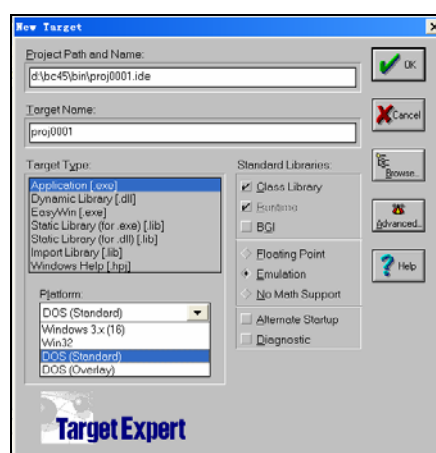 New Target
Project Path and Name:
d:\bc45\bin\proj0001.ide
OK
Target Name:
Cancel
proj0001
Target Type:
Standard Libraries:
Browse...
Application [.exe]
Dynamic Library [.dll]
EasyWin [.exe]
Static Library (for .exe) [.lib]
Static Library (for .dll) [.lib]
Import Library [.lib]
Windows Help [.hpj]
Class Library
Runtime
BGI
Advanced...
Floating Point
Emulation
No Math Support
Help
Platform:
DOS (Standard)
Windows 3.x (16)
Win32
DOS (Standard)
DOS (Overlay)
Alternate Startup
Diagnostic
Target Expert